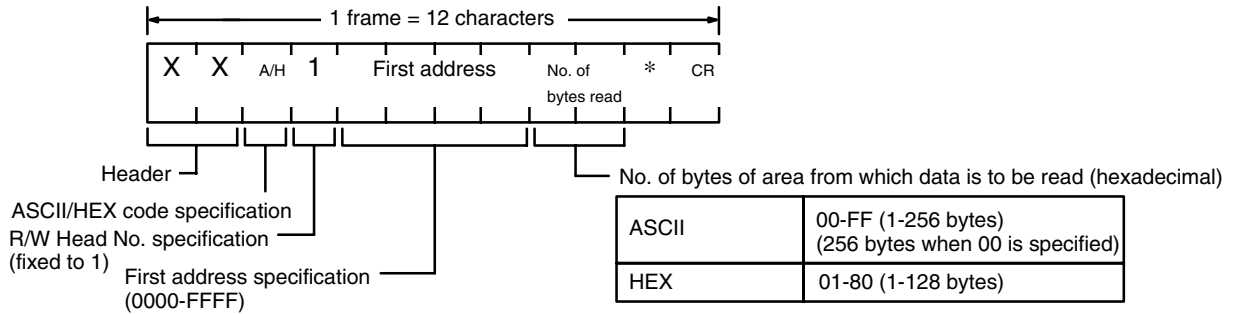 1 frame = 12 characters
X X A/H 1 First address No. of bytes read * CR
Header
No. of bytes of area from which data is to be read (hexadecimal)
ASCII/HEX code specification
R/W Head No. specification
(fixed to 1)
First address specification
(0000-FFFF)
ASCII 00-FF (1-256 bytes)
(256 bytes when 00 is specified)
HEX 01-80 (1-128 bytes)